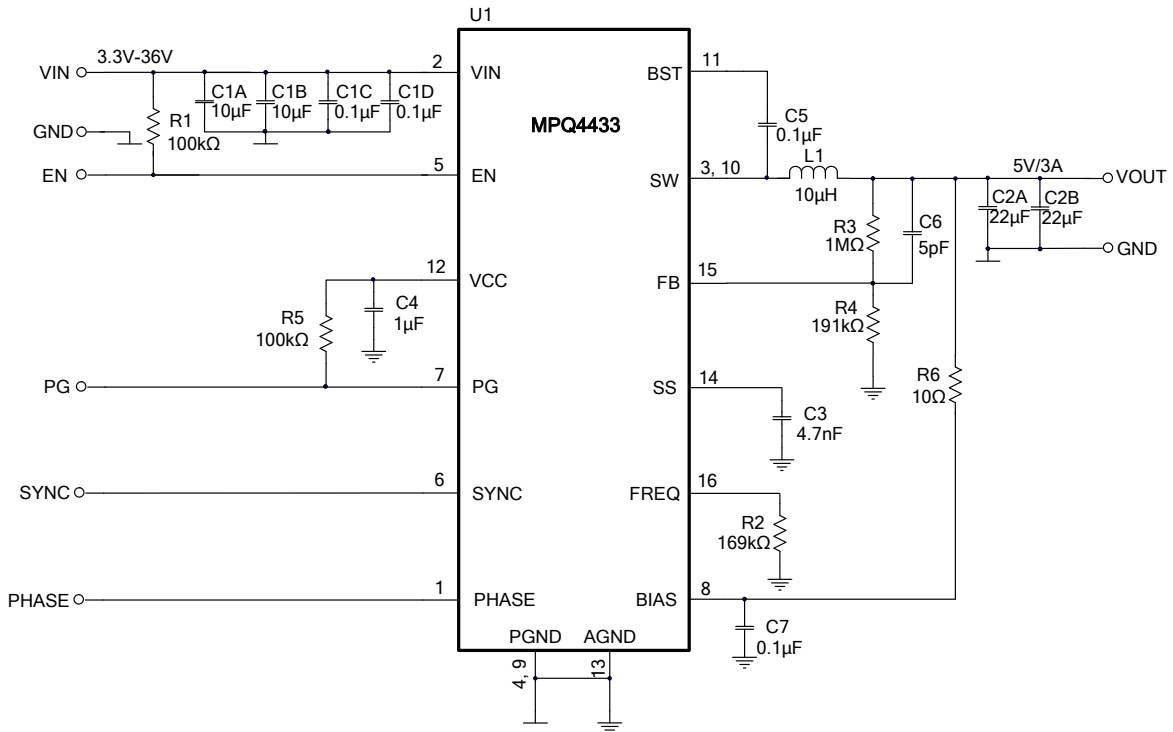 U1
VIN
3.3V-36V
2
VIN
BST
11
C1A
10µF
C1B
10µF
C1C
0.1µF
C1D
0.1µF
MPQ4433
C5
0.1µF
GND
R1
100kΩ
EN
5
EN
SW
3, 10
L1
10µH
5V/3A
VOUT
C2A
22µF
C2B
22µF
R3
1MΩ
C6
5pF
GND
12
VCC
FB
15
C4
1µF
R5
100kΩ
R4
191kΩ
PG
7
PG
SS
14
R6
10Ω
C3
4.7nF
SYNC
6
SYNC
FREQ
16
R2
169kΩ
PHASE
1
PHASE
BIAS
8
C7
0.1µF
PGND
AGND
4, 9
13